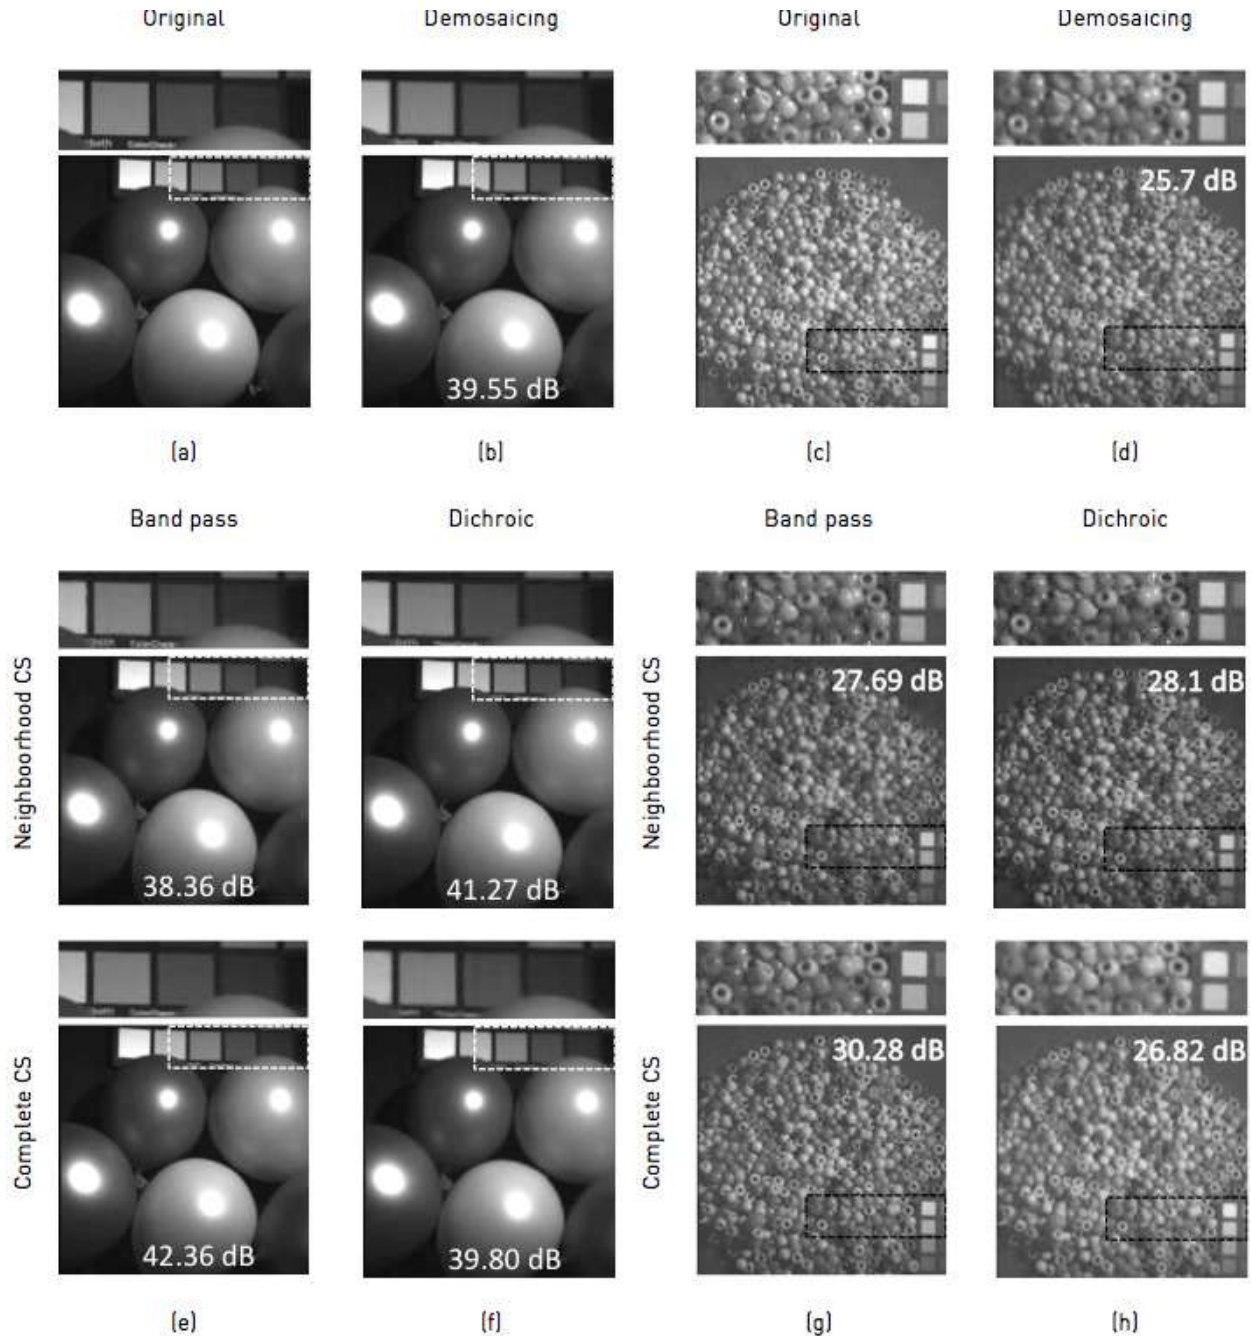 Original
Demosaicing
Original
Demosaicing
39.55 dB
25.7 dB
(a)
(b)
(c)
(d)
Band pass
Dichroic
Band pass
Dichroic
Neighboorhood CS
38.36 dB
41.27 dB
Neighboorhood CS
27.69 dB
28.1 dB
Complete CS
42.36 dB
39.80 dB
Complete CS
30.28 dB
26.82 dB
(e)
(f)
(g)
(h)